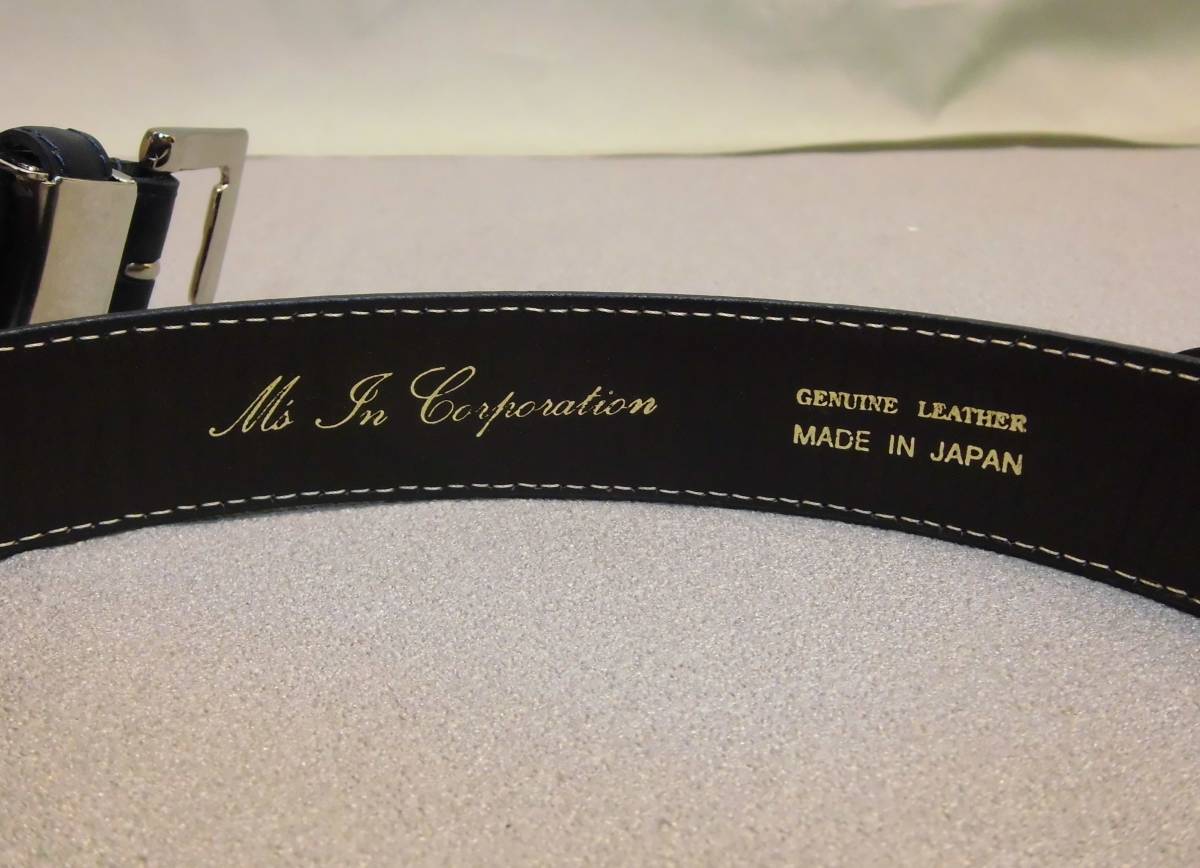 M's In Corporation
GENUINE LEATHER
MADE IN JAPAN